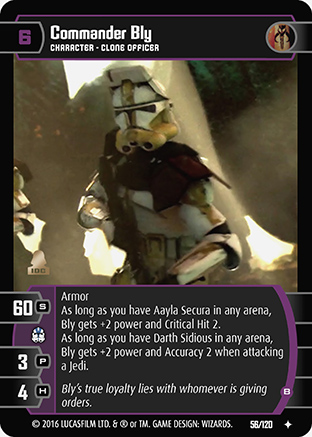 6
Commander Bly
CHARACTER - CLONE OFFICER
IDC
60 S
3 P
4 H
Armor
As long as you have Aayla Secura in any arena,
Bly gets +2 power and Critical Hit 2.
As long as you have Darth Sidious in any arena,
Bly gets +2 power and Accuracy 2 when attacking
a Jedi.
Bly's true loyalty lies with whomever is giving
orders.
B
© 2016 LUCASFILM LTD. & ® OR TM. GAME DESIGN: WIZARDS.
56/120